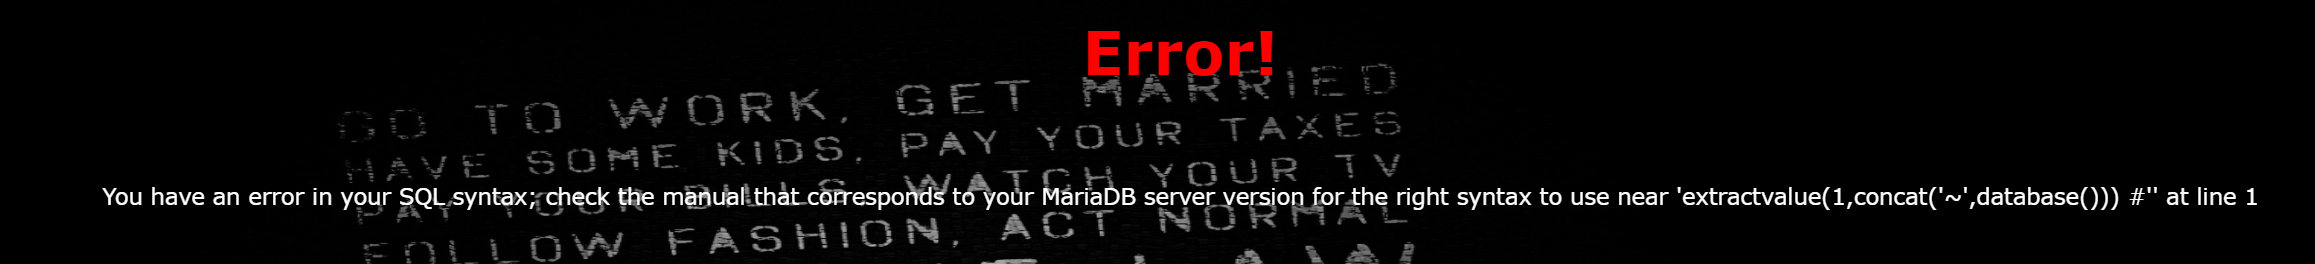 Error!
GO TO WORK, GET MARRIED
HAVE SOME KIDS, PAY YOUR TAXES
PAY YOUR BILLS, WATCH YOUR TV
You have an error in your SQL syntax; check the manual that corresponds to your MariaDB server version for the right syntax to use near 'extractvalue(1,concat('~',database())) #'' at line 1
FOLLOW FASHION, ACT NORMAL